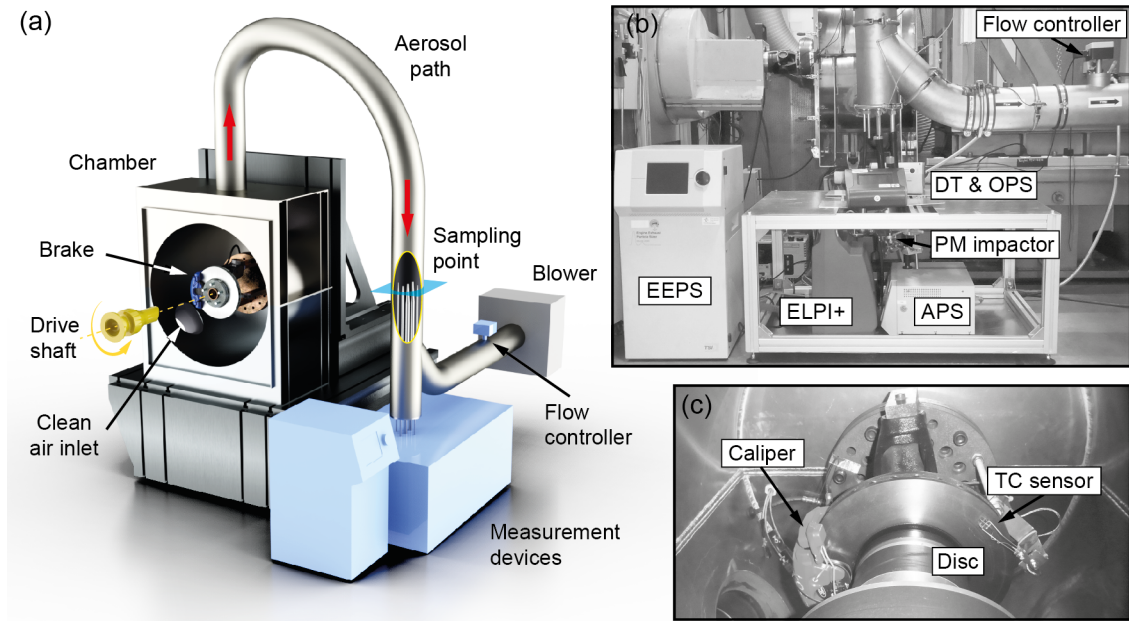 (a)
Aerosol
path
Chamber
Brake
Drive
shaft
Clean
air inlet
Sampling
point
Blower
Flow
controller
Measurement
devices
(b)
Flow controller
DT & OPS
PM impactor
EEPS
ELPI+
APS
(c)
Caliper
TC sensor
Disc